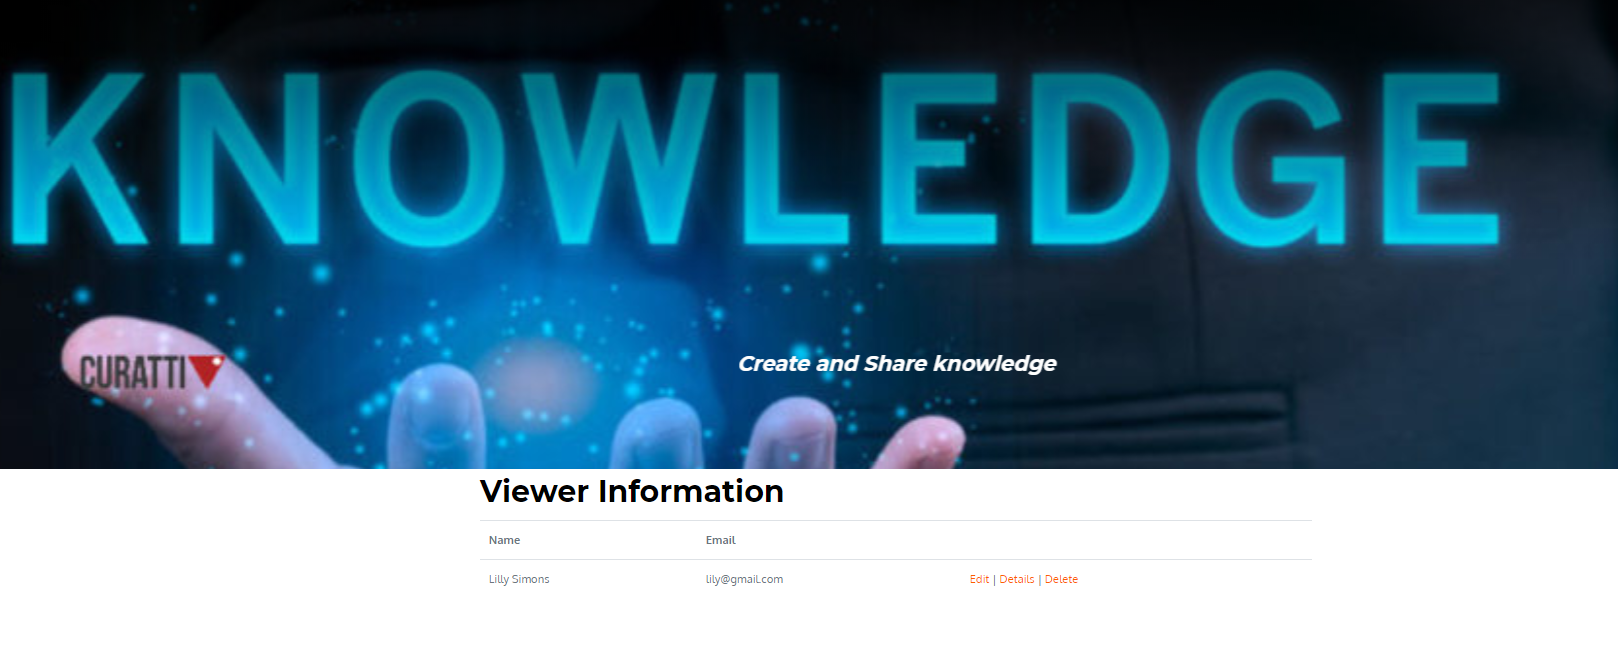 KNOWLEDGE
CURATTI
Create and Share knowledge
Viewer Information
Name Email
Lilly Simons lily@gmail.com Edit | Details | Delete